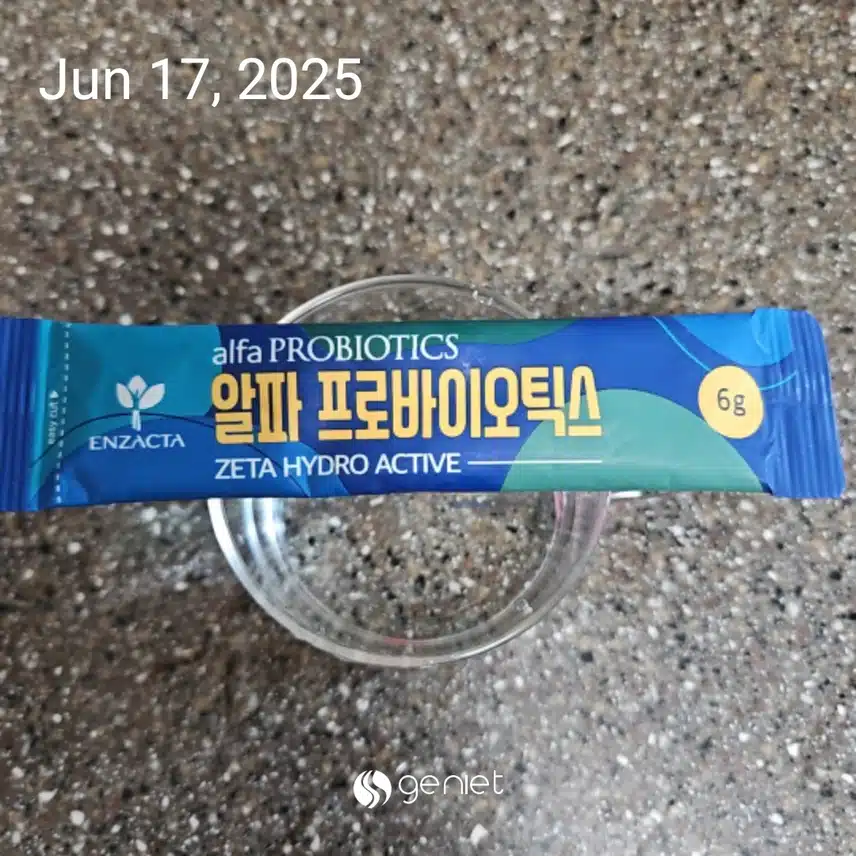 Jun 17, 2025
alfa PROBIOTICS
알파 프로바이오틱스
6g
easy cut
ENZACTA
ZETA HYDRO ACTIVE
geniet